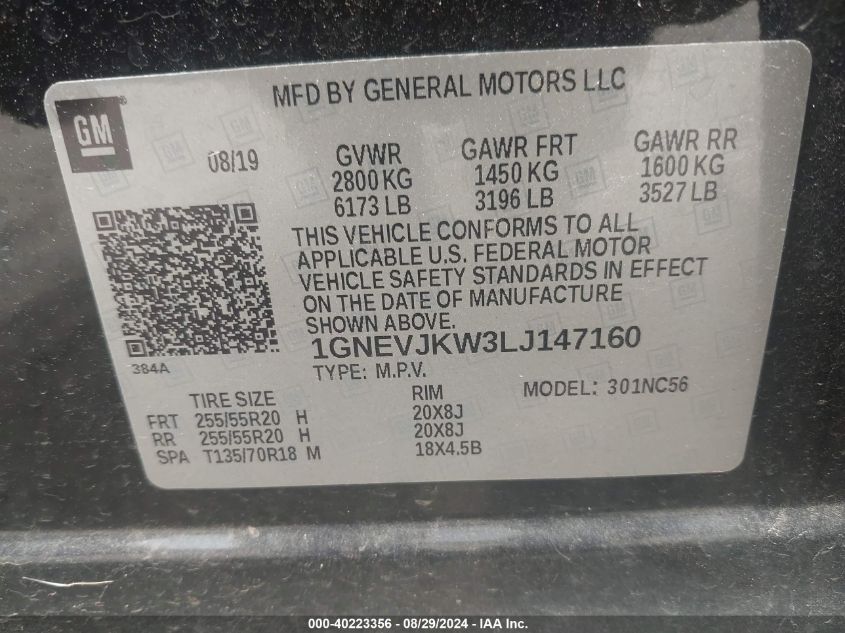 MFD BY GENERAL MOTORS LLC
GM
®
08/19
GVWR GAWR FRT GAWR RR
2800 KG 1450 KG 1600 KG
6173 LB 3196 LB 3527 LB
THIS VEHICLE CONFORMS TO ALL
APPLICABLE U.S. FEDERAL MOTOR
VEHICLE SAFETY STANDARDS IN EFFECT
ON THE DATE OF MANUFACTURE
SHOWN ABOVE.
1GNEVJKW3LJ147160
384A
TYPE: M.P.V.
TIRE SIZE RIM MODEL: 301NC56
FRT 255/55R20 H 20X8J
RR 255/55R20 H 20X8J
SPA T135/70R18 M 18X4.5B
000-40223356 - 08/29/2024 - IAA Inc.